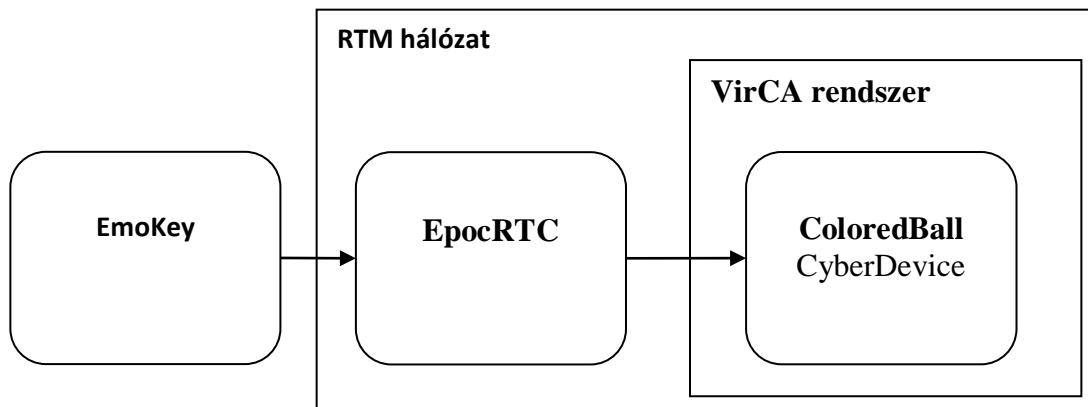 RTM hálózat
VirCA rendszer
EmoKey
EpocRTC
ColoredBall
CyberDevice